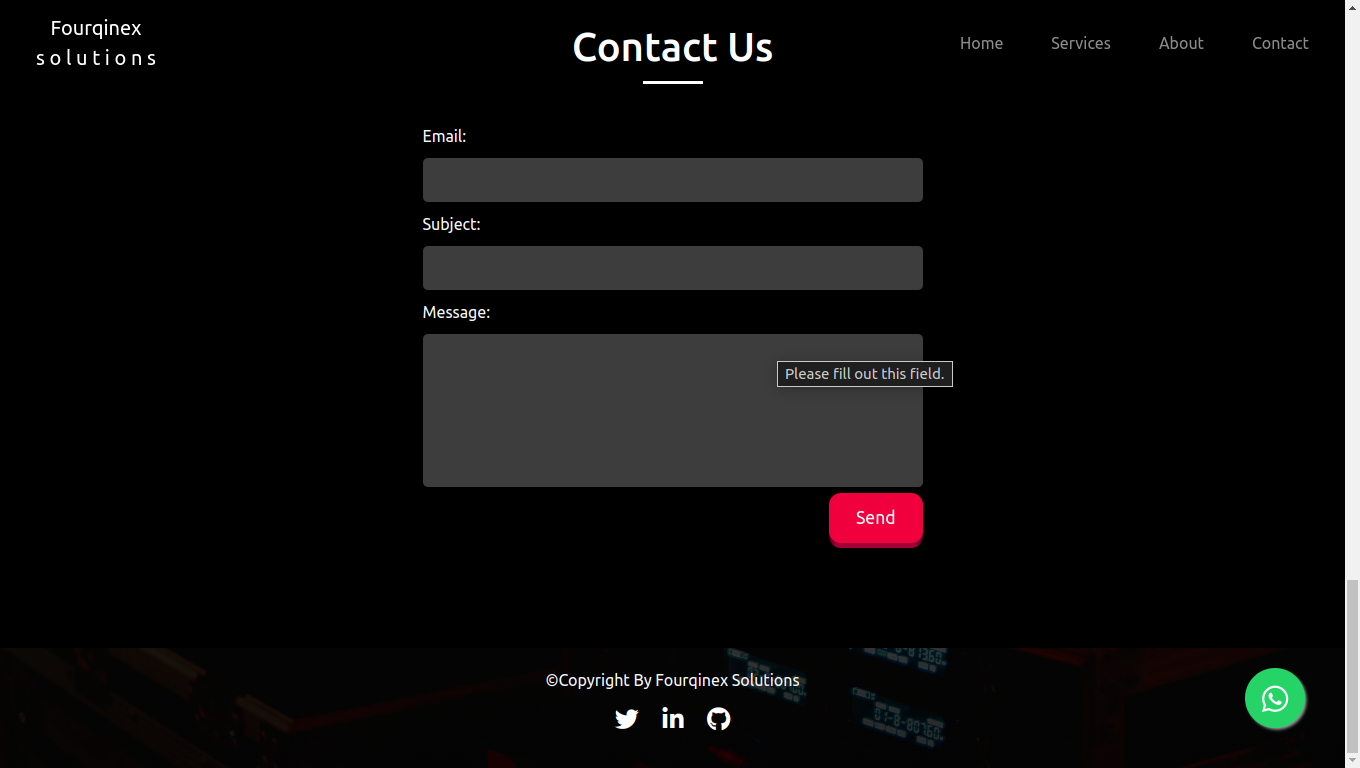 Fourqinex
solutions
Contact Us
Home
Services
About
Contact
Email:
Subject:
Message:
Please fill out this field.
Send
©Copyright By Fourqinex Solutions